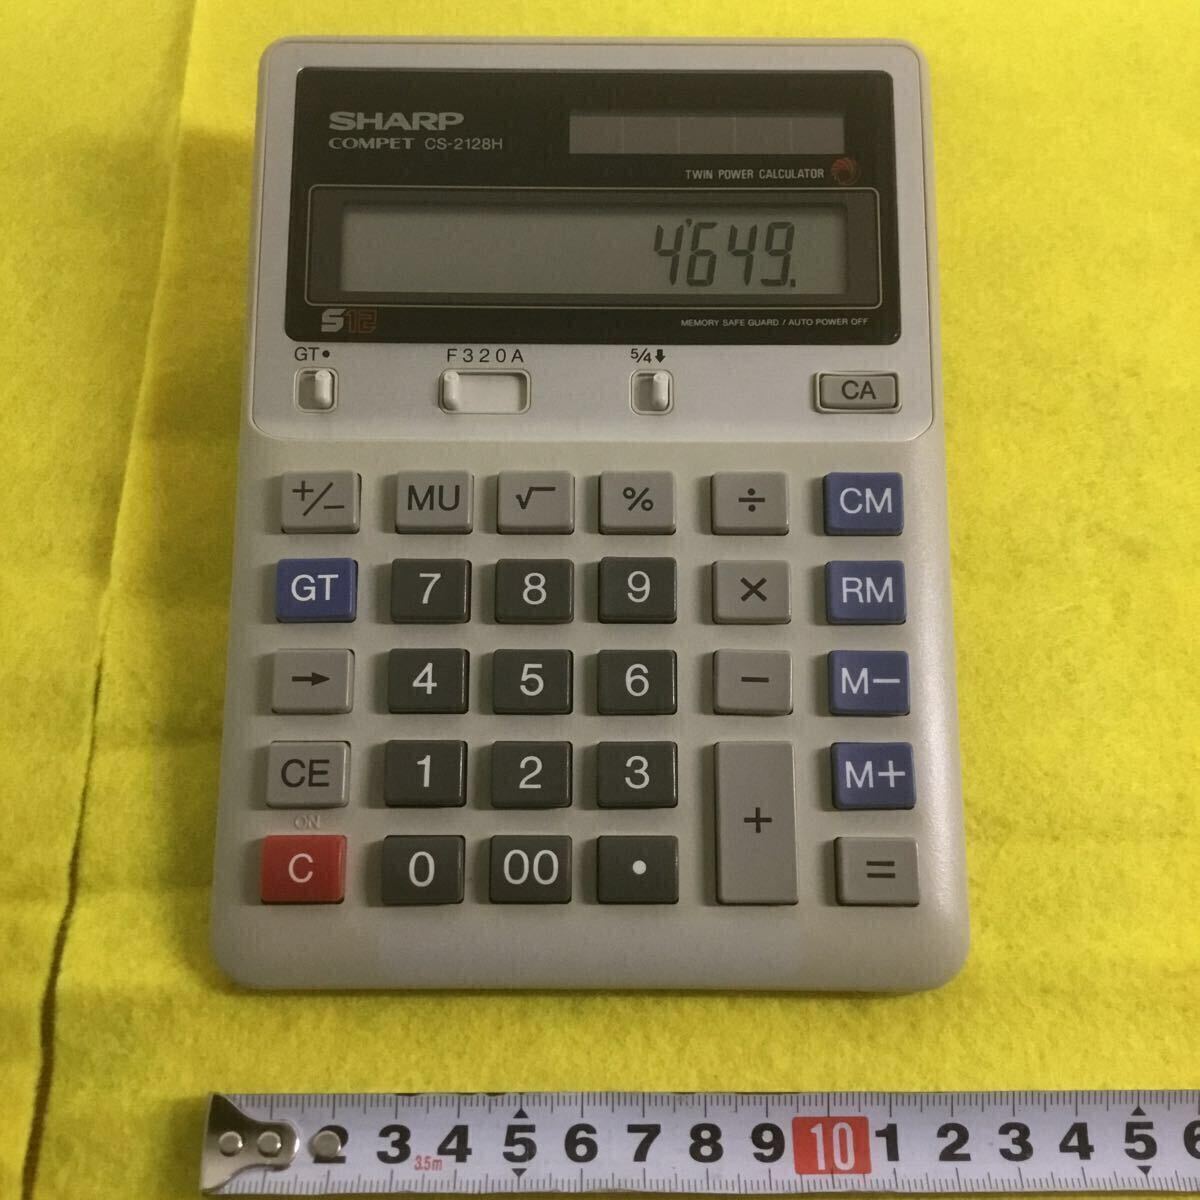 SHARP
COMPET CS-2128H
TWIN POWER CALCULATOR
4'649.
S12
MEMORY SAFE GUARD / AUTO POWER OFF
GT• F320A 5/4⬇
CA
+/− MU √ % ÷ CM
GT 7 8 9 × RM
→ 4 5 6 − M−
CE 1 2 3 + M+
ON
C 0 00 • =
2 3 4 5 6 7 8 9 10 1 2 3 4 5 6
3.5m